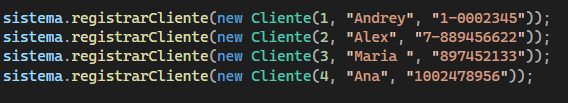 sistema.registrarCliente(new Cliente(1, "Andrey", "1-0002345"));
sistema.registrarCliente(new Cliente(2, "Alex", "7-889456622"));
sistema.registrarCliente(new Cliente(3, "Maria ", "897452133"));
sistema.registrarCliente(new Cliente(4, "Ana", "1002478956"));